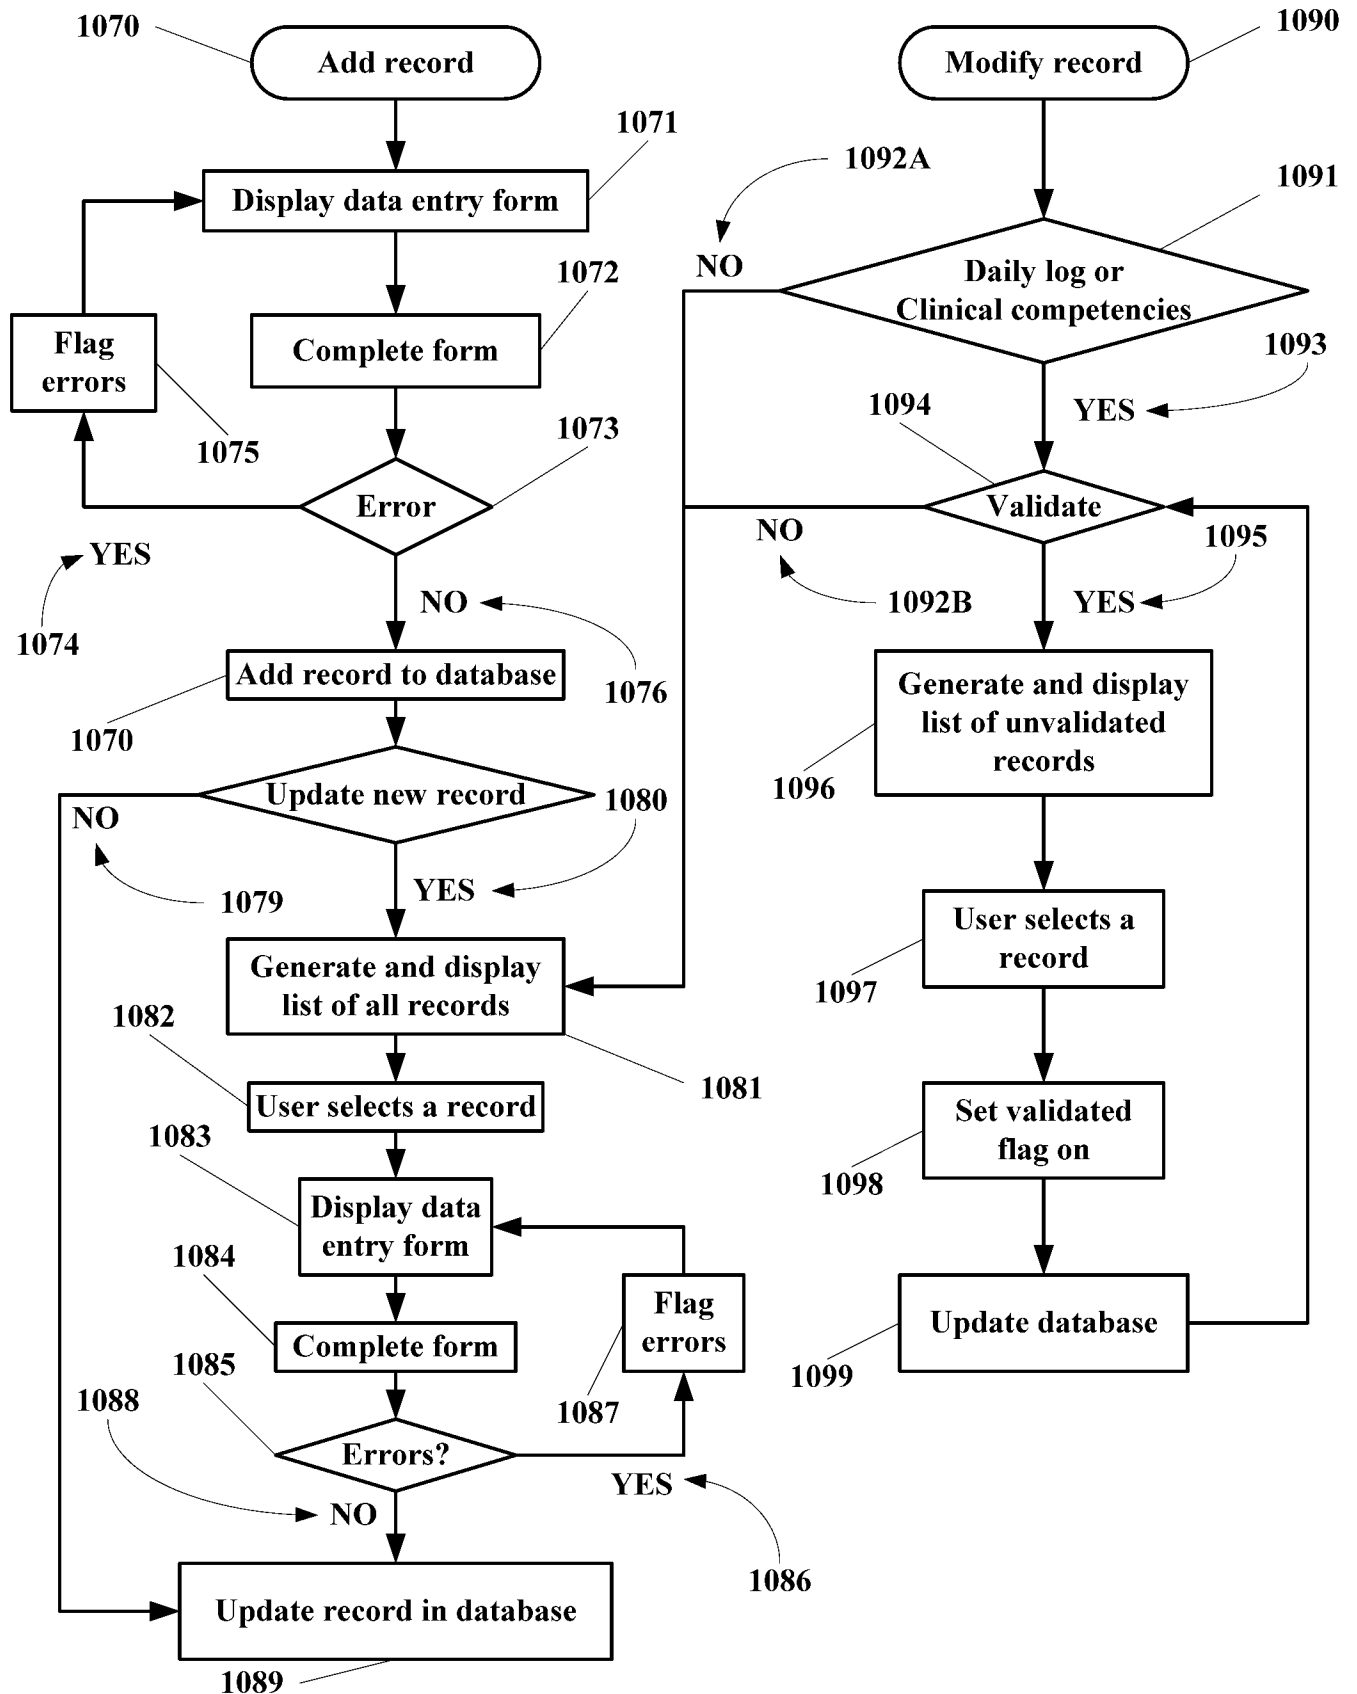 1070
Add record
1071
Display data entry form
1072
Flag
errors
Complete form
1075
1073
Error
YES
1074
NO
1076
Add record to database
1070
Update new record
NO
1079
1080
YES
Generate and display
list of all records
1081
1082
User selects a record
1083
Display data
entry form
1084
Complete form
Flag
errors
1087
1085
Errors?
YES
1086
1088
NO
Update record in database
1089
1090
Modify record
1092A
NO
1091
Daily log or
Clinical competencies
1093
YES
1094
Validate
NO
1092B
1095
YES
Generate and display
list of unvalidated
records
1096
User selects a
record
1097
Set validated
flag on
1098
Update database
1099